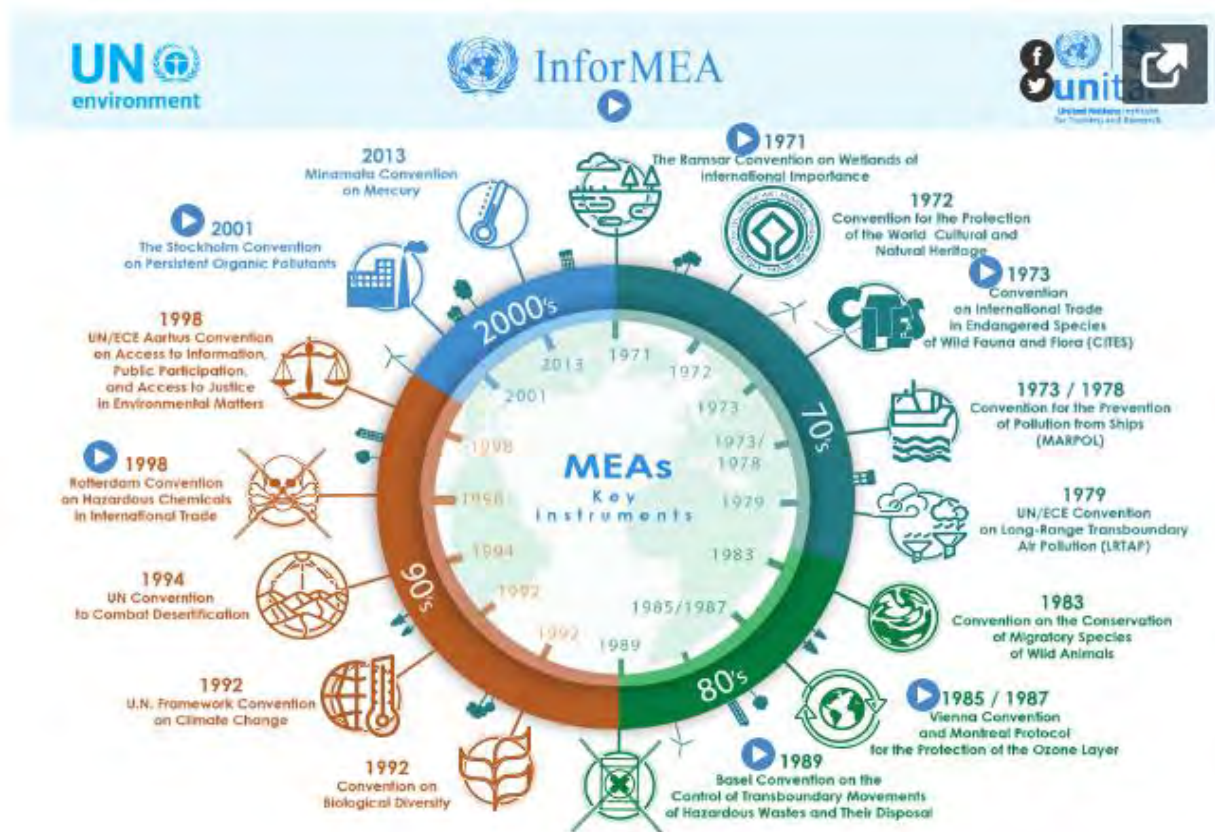 UN
environment
InforMEA
unitar
United Nations Institute
for Training and Research
1971
The Ramsar Convention on Wetlands of
International Importance
1972
Convention for the Protection
of the World Cultural and
Natural Heritage
1973
Convention
on International Trade
in Endangered Species
of Wild Fauna and Flora (CITES)
CITES
1973 / 1978
Convention for the Prevention
of Pollution from Ships
(MARPOL)
1979
UN/ECE Convention
on Long-Range Transboundary
Air Pollution (LRTAP)
1983
Convention on the Conservation
of Migratory Species
of Wild Animals
1985 / 1987
Vienna Convention
and Montreal Protocol
for the Protection of the Ozone Layer
1989
Basel Convention on the
Control of Transboundary Movements
of Hazardous Wastes and Their Disposal
1992
Convention on
Biological Diversity
1992
U.N. Framework Convention
on Climate Change
1994
UN Convention
to Combat Desertification
1998
Rotterdam Convention
on Hazardous Chemicals
in International Trade
1998
UN/ECE Aarhus Convention
on Access to Information,
Public Participation,
and Access to Justice
in Environmental Matters
2001
The Stockholm Convention
on Persistent Organic Pollutants
2013
Minamata Convention
on Mercury
2000's
70's
80's
90's
1971
1972
1973
1973/
1978
1979
1983
1985/1987
1989
1992
1992
1994
1998
1998
2001
2013
MEAs
Key
instruments